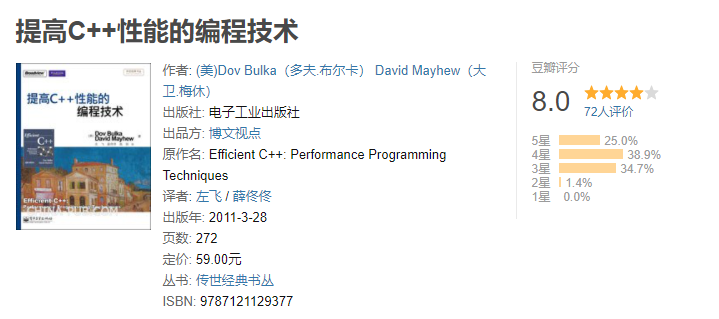 提高C++性能的编程技术
提高C++性能的
编程技术
Dov Bulka
David Mayhew
Efficient
C++
Efficient C++
作者: (美)Dov Bulka（多夫.布尔卡） David Mayhew（大
卫.梅休）
出版社: 电子工业出版社
出品方: 博文视点
原作名: Efficient C++: Performance Programming
Techniques
译者: 左飞 / 薛佟佟
出版年: 2011-3-28
页数: 272
定价: 59.00元
丛书: 传世经典书丛
ISBN: 9787121129377
豆瓣评分
8.0
72人评价
5星 25.0%
4星 38.9%
3星 34.7%
2星 1.4%
1星 0.0%